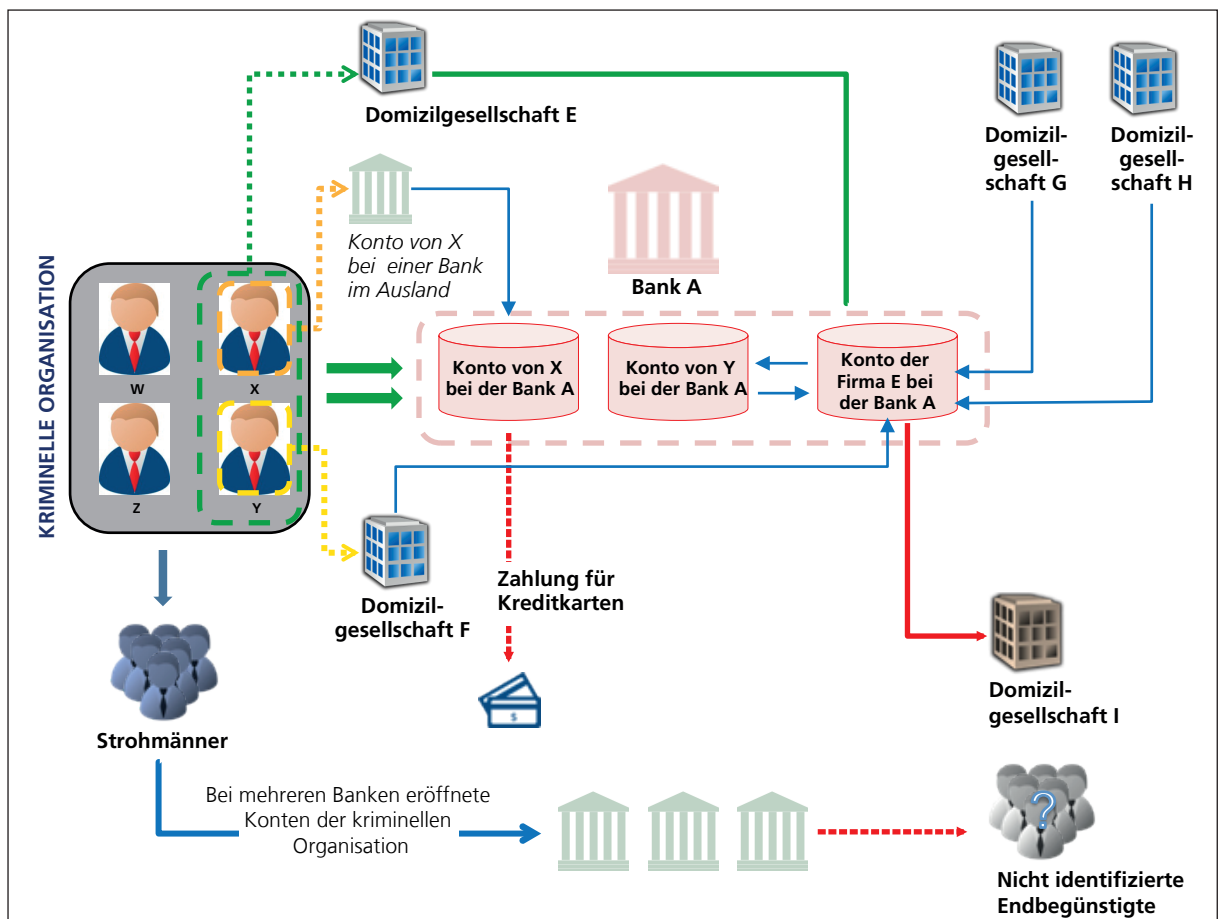 Domizilgesellschaft E
Domizil-
gesell-
schaft G
Domizil-
gesell-
schaft H
Konto von X
bei einer Bank
im Ausland
Bank A
KRIMINELLE ORGANISATION
W
X
Z
Y
Konto von X
bei der Bank A
Konto von Y
bei der Bank A
Konto der
Firma E bei
der Bank A
Domizil-
gesellschaft F
Zahlung für
Kreditkarten
$
Domizil-
gesellschaft I
Strohmänner
Bei mehreren Banken eröffnete
Konten der kriminellen
Organisation
?
Nicht identifizierte
Endbegünstigte